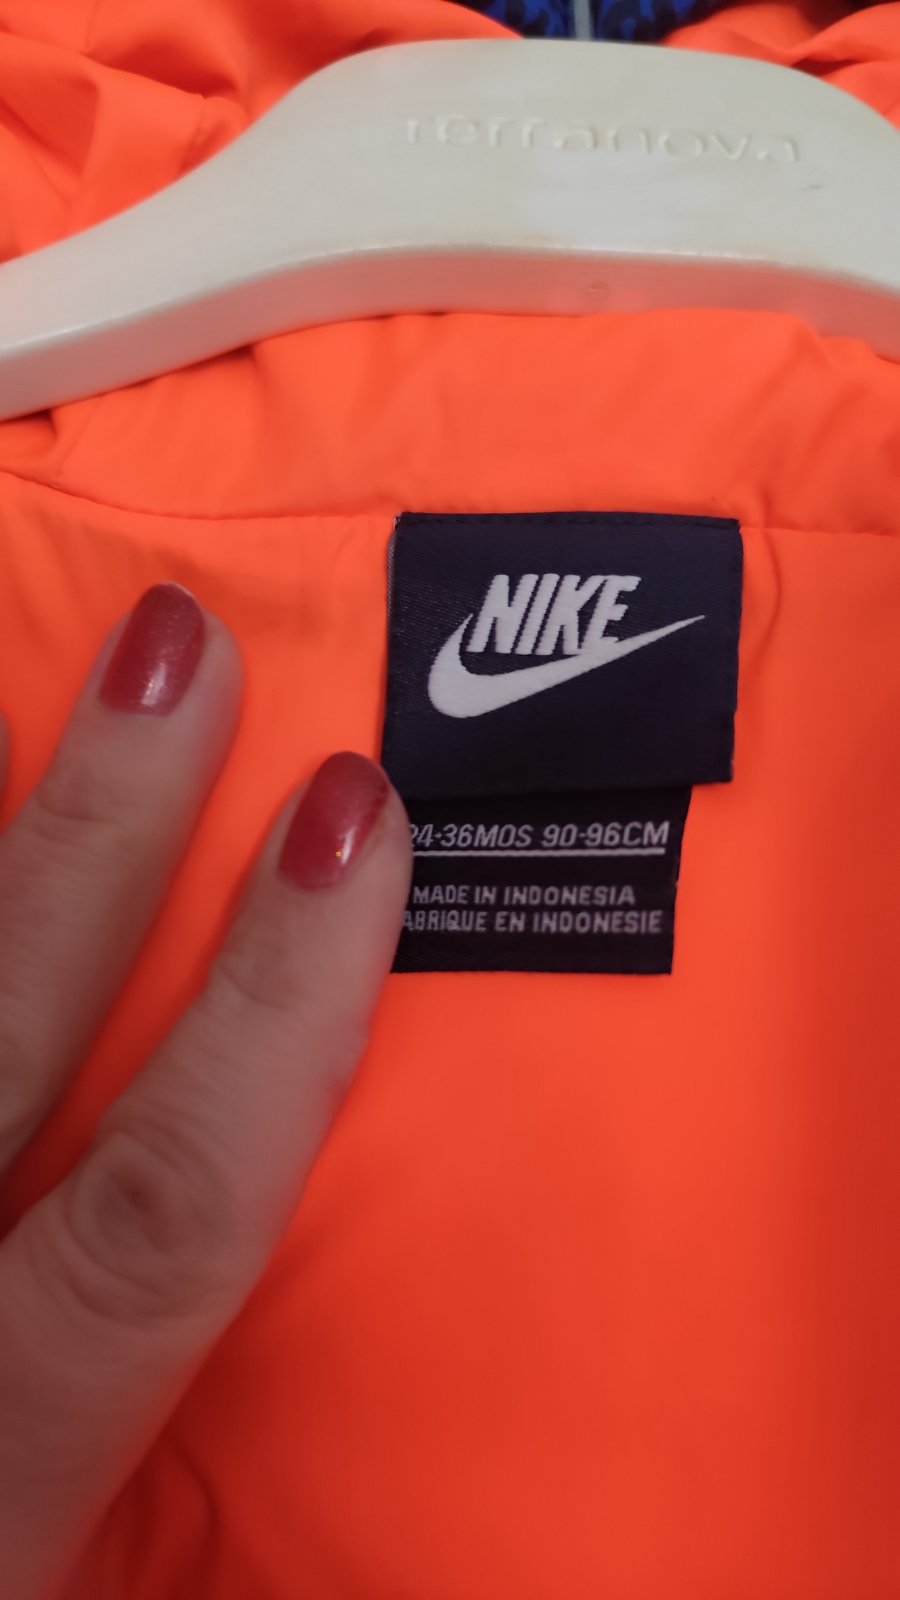 Terranova
NIKE
24-36MOS 90-96CM
MADE IN INDONESIA
ABRIQUE EN INDONESIE